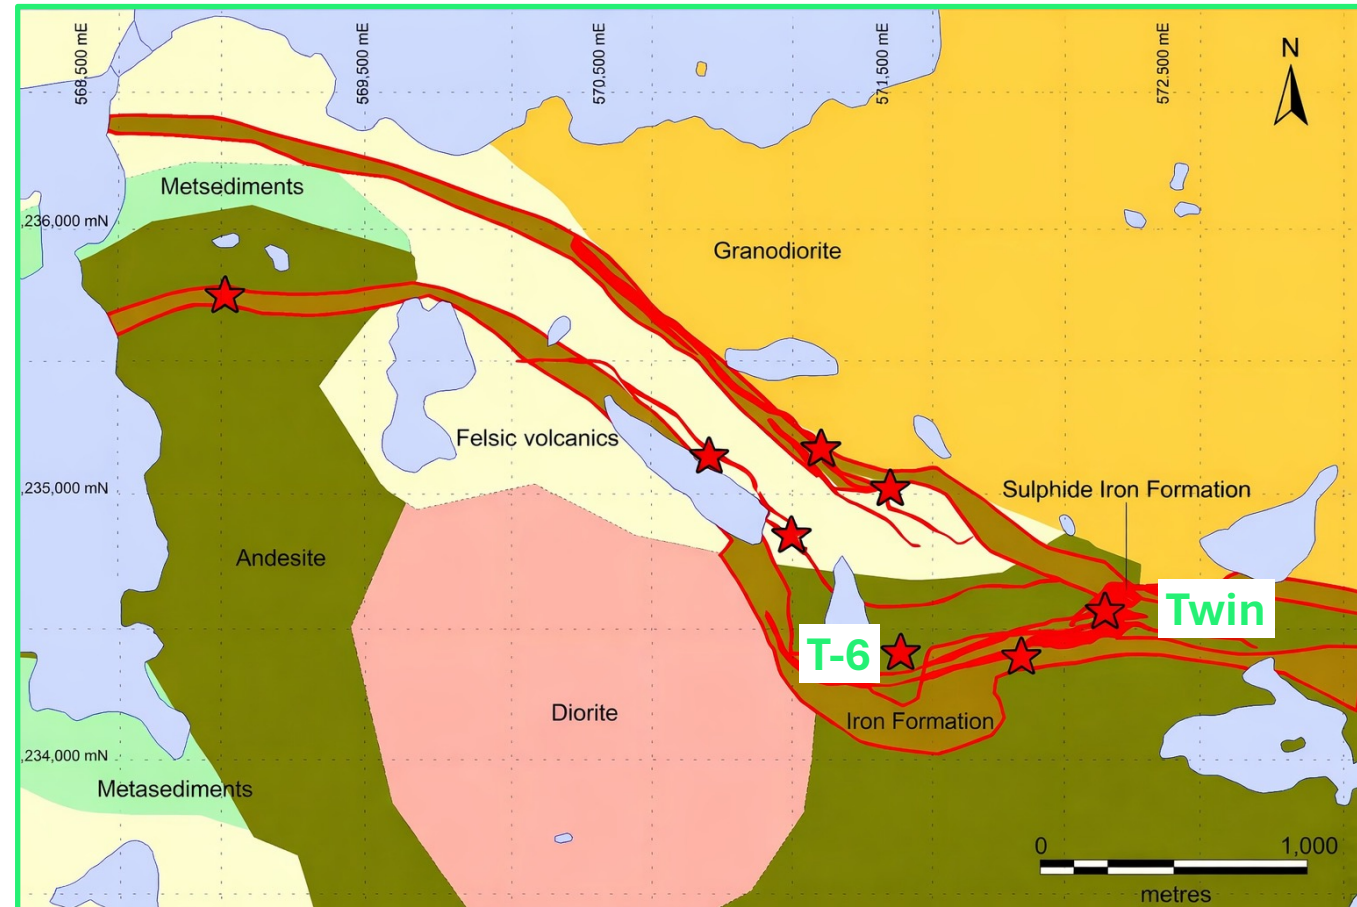 568,500 mE
569,500 mE
570,500 mE
571,500 mE
572,500 mE
N
Metsediments
,236,000 mN
Granodiorite
Felsic volcanics
,235,000 mN
Sulphide Iron Formation
Andesite
Twin
T-6
Diorite
Iron Formation
,234,000 mN
Metasediments
0 1,000
metres